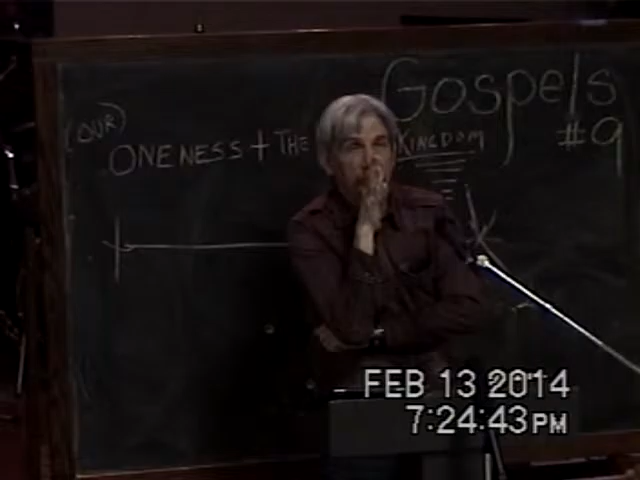 Gospels
#9
(OUR)
ONENESS + THE KINGDOM
FEB 13 2014
7:24:43PM